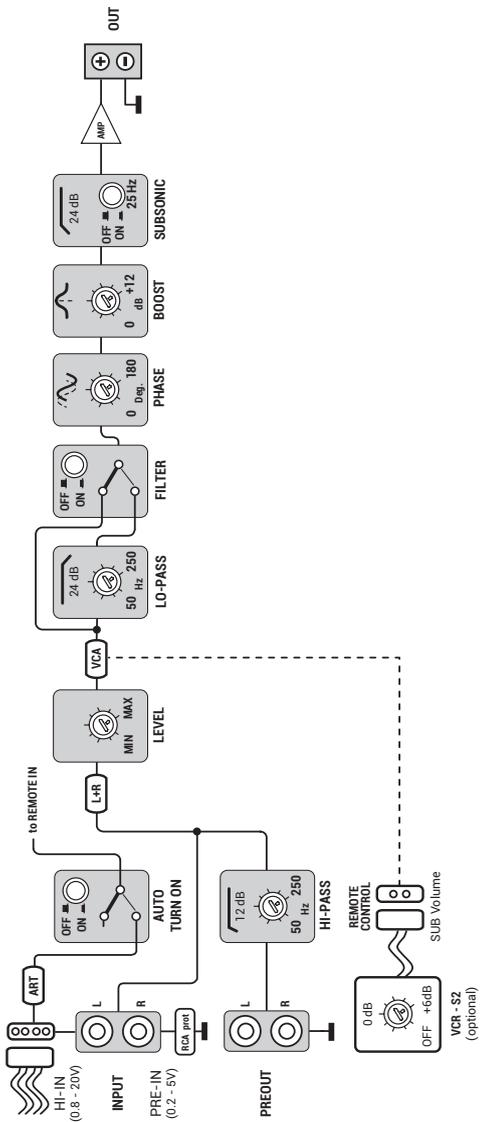 HI-IN
(0.8 - 20V)
INPUT
PRE-IN
(0.2 - 5V)
ART
L
R
RCA prot
OFF
ON
AUTO
TURN ON
to REMOTE IN
PREOUT
L
R
12 dB
50 Hz 250
HI-PASS
L+R
MIN MAX
LEVEL
VCA
24 dB
50 Hz 250
LO-PASS
OFF
ON
FILTER
0 Deg. 180
PHASE
0 dB +12
BOOST
24 dB
OFF
ON
25 Hz
SUBSONIC
AMP
+
−
OUT
0 dB
OFF +6dB
VCR - S2
(optional)
REMOTE
CONTROL
SUB Volume